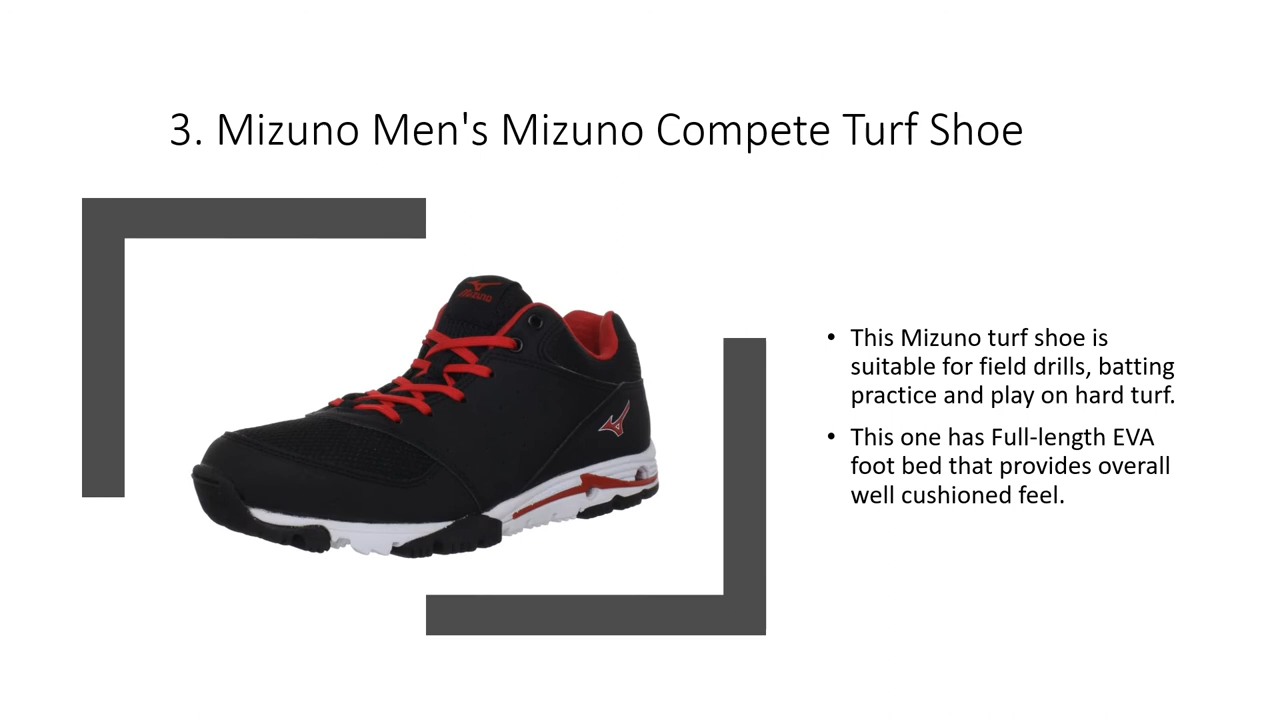 3. Mizuno Men's Mizuno Compete Turf Shoe
Mizuno
• This Mizuno turf shoe is
suitable for field drills, batting
practice and play on hard turf.
• This one has Full-length EVA
foot bed that provides overall
well cushioned feel.